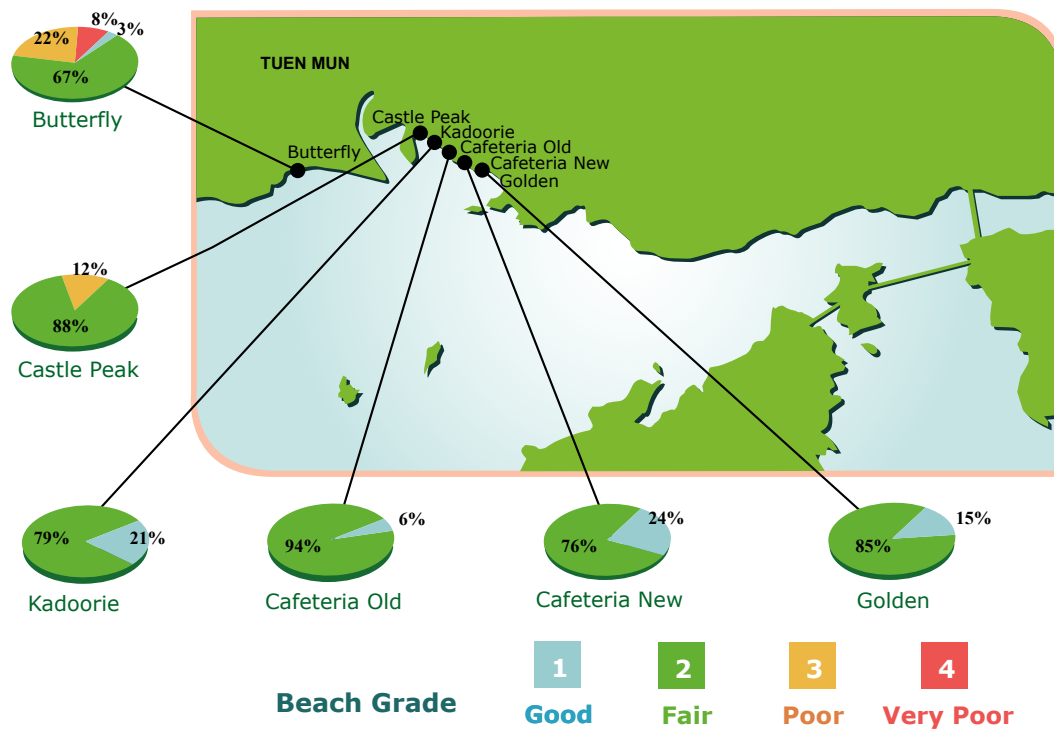 8%
3%
22%
67%
Butterfly
TUEN MUN
Castle Peak
Kadoorie
Cafeteria Old
Butterfly
Cafeteria New
Golden
12%
88%
Castle Peak
79%
21%
Kadoorie
6%
94%
Cafeteria Old
24%
76%
Cafeteria New
15%
85%
Golden
Beach Grade
1
Good
2
Fair
3
Poor
4
Very Poor